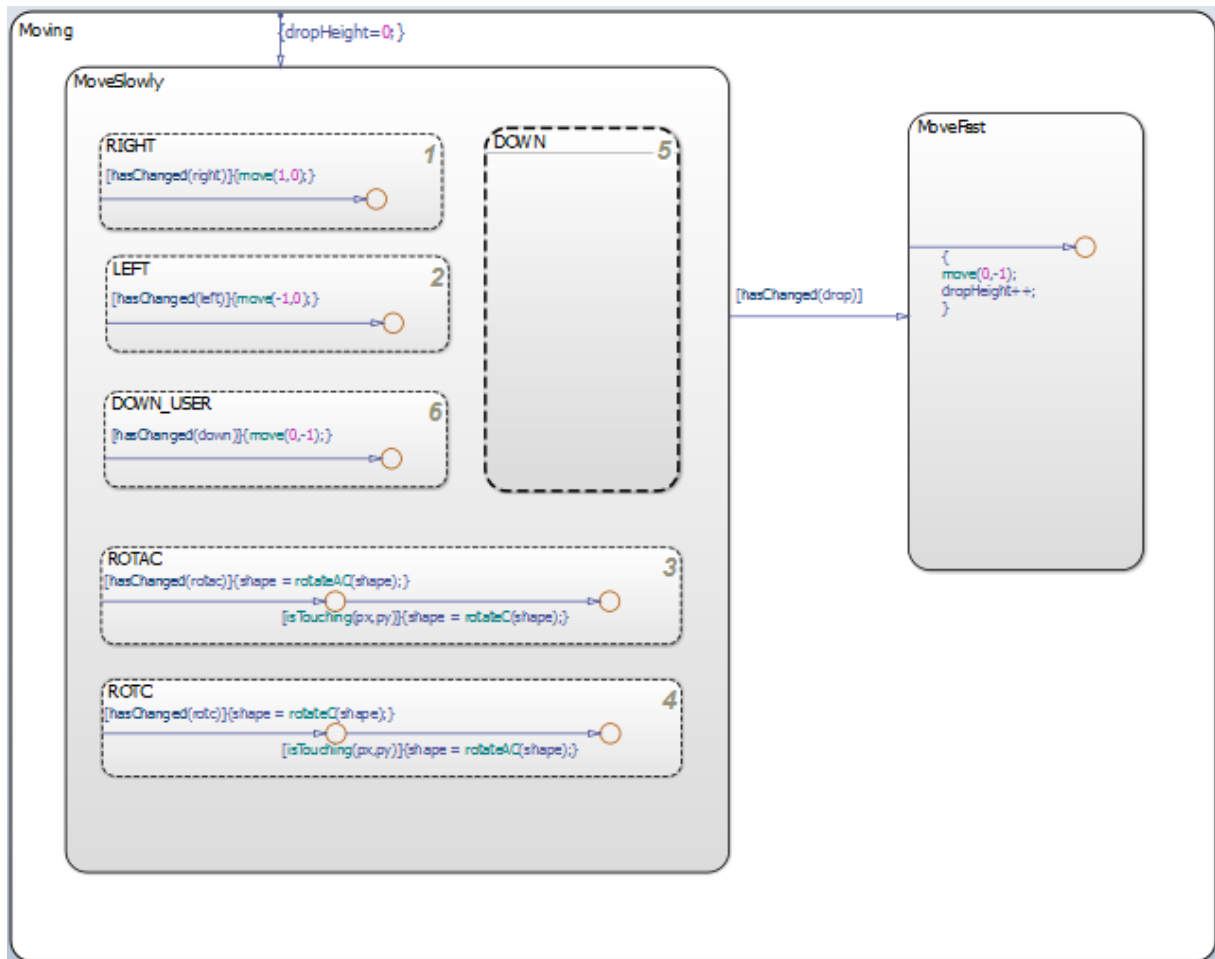 Moving
{dropHeight=0;}
MoveSlowly
RIGHT
1
[hasChanged(right)]{move(1,0);}
LEFT
2
[hasChanged(left)]{move(-1,0);}
DOWN_USER
6
[hasChanged(down)]{move(0,-1);}
DOWN
5
ROTAC
3
[hasChanged(rotac)]{shape = rotateAC(shape);}
[isTouching(px,py)]{shape = rotateC(shape);}
ROTC
4
[hasChanged(rotc)]{shape = rotateC(shape);}
[isTouching(px,py)]{shape = rotateAC(shape);}
[hasChanged(drop)]
MoveFast
{
move(0,-1);
dropHeight++;
}